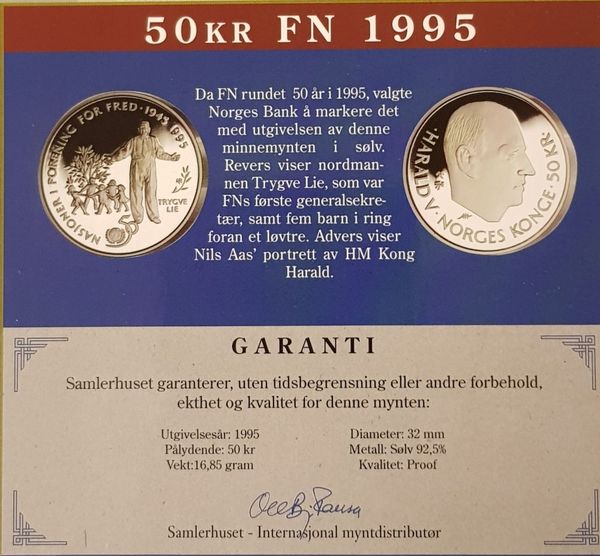 50KR FN 1995
Da FN rundet 50 år i 1995, valgte
Norges Bank å markere det
med utgivelsen av denne
minnemynten i sølv.
Revers viser nordman-
nen Trygve Lie, som var
FNs første generalsekre-
tær, samt fem barn i ring
foran et løvtre. Advers viser
Nils Aas' portrett av HM Kong
Harald.
NASJONER I FORENING FOR FRED · 1945 1995
TRYGVE
LIE
HARALD V · NORGES KONGE · 50 KR ·
GARANTI
Samlerhuset garanterer, uten tidsbegrensning eller andre forbehold,
ekthet og kvalitet for denne mynten:
Utgivelsesår: 1995
Pålydende: 50 kr
Vekt:16,85 gram
Diameter: 32 mm
Metall: Sølv 92,5%
Kvalitet: Proof
Samlerhuset - Internasjonal myntdistributør